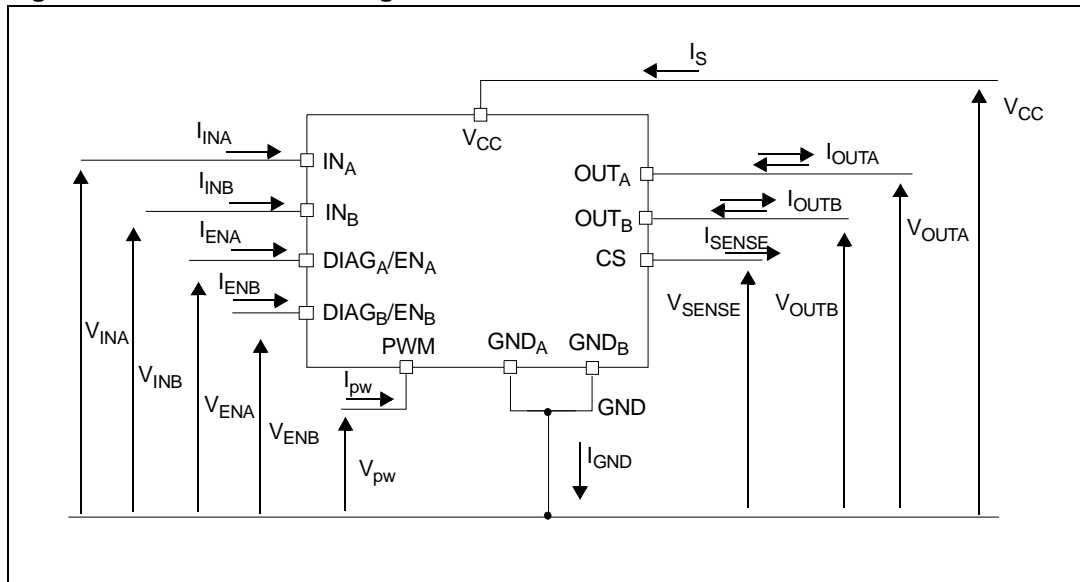 I_S
V_CC
V_CC
I_INA
IN_A
I_OUTA
OUT_A
I_INB
IN_B
I_OUTB
OUT_B
I_ENA
I_SENSE
V_OUTA
DIAG_A/EN_A
CS
I_ENB
DIAG_B/EN_B
V_SENSE
V_OUTB
V_INA
PWM
GND_A
GND_B
V_INB
I_pw
V_ENA
GND
V_ENB
I_GND
V_pw